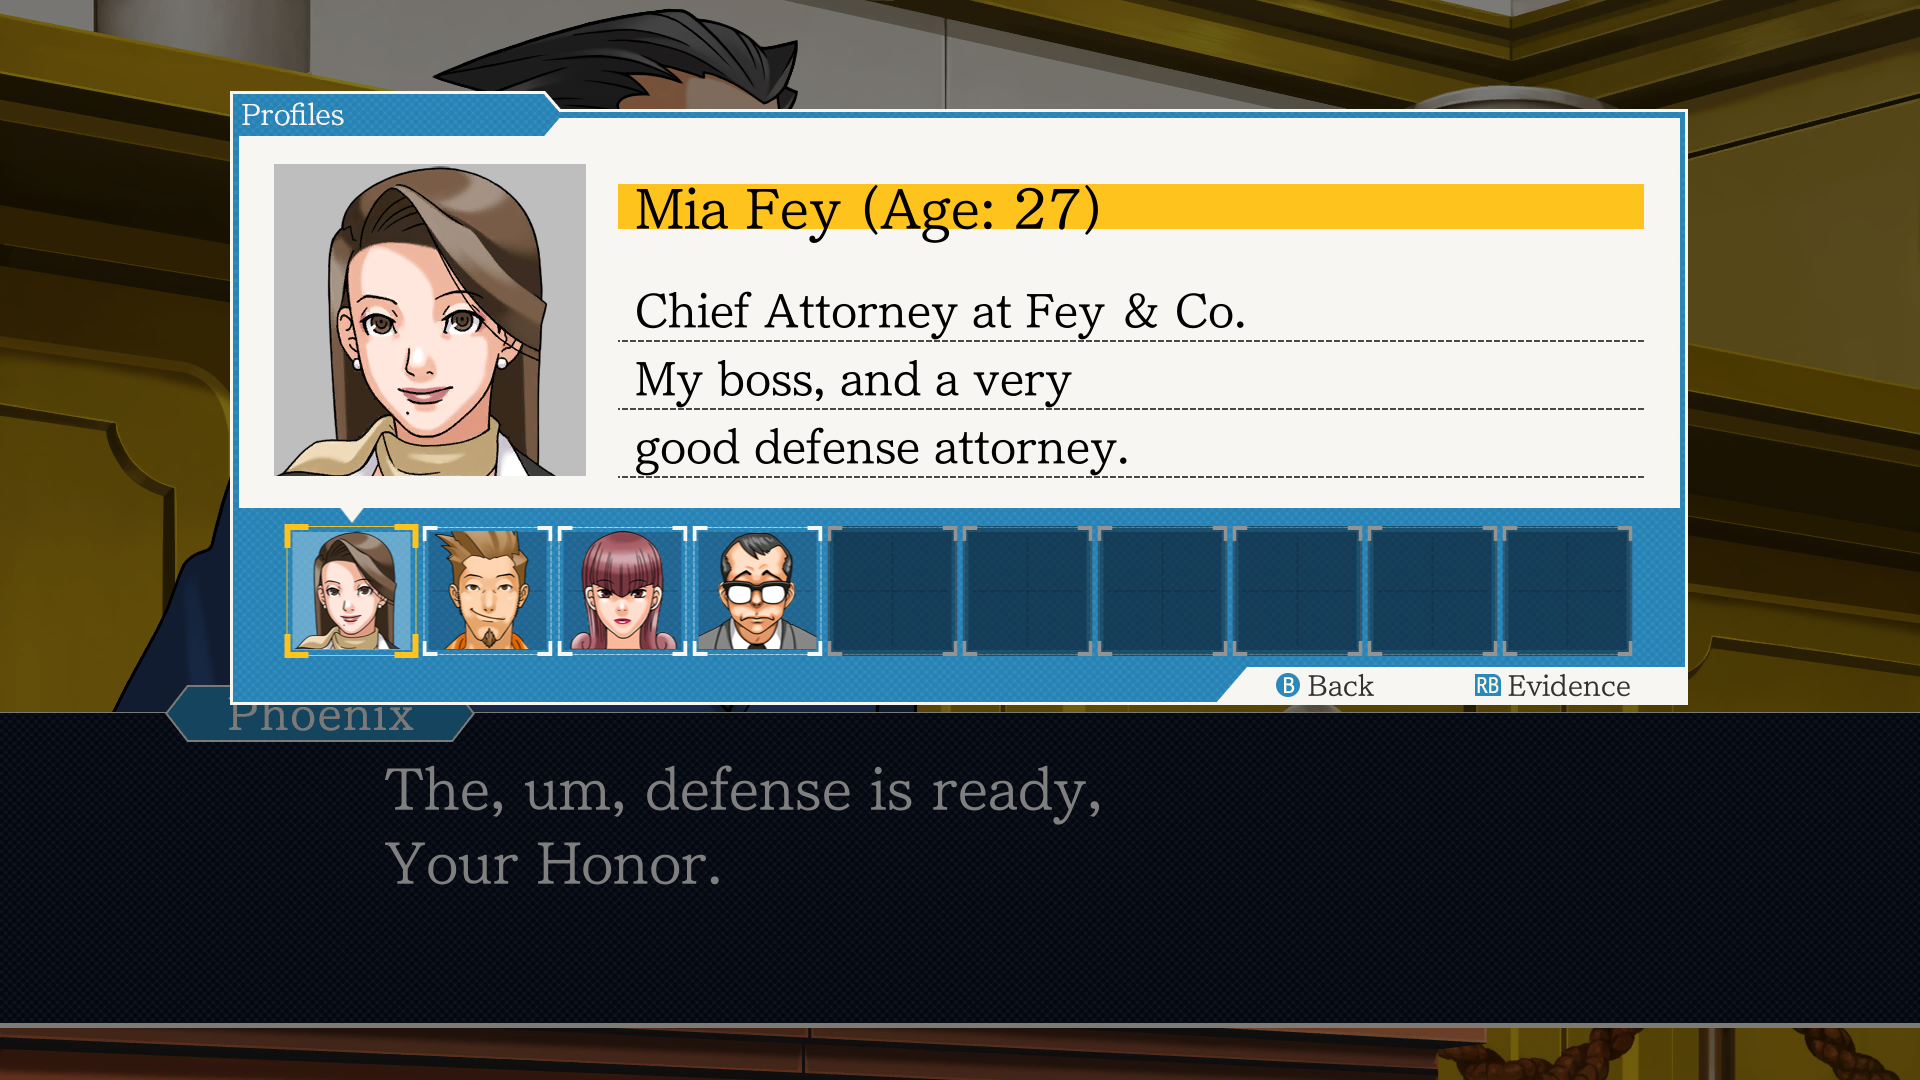 Profiles
Mia Fey (Age: 27)
Chief Attorney at Fey & Co.
My boss, and a very
good defense attorney.
B Back
RB Evidence
Phoenix
The, um, defense is ready,
Your Honor.